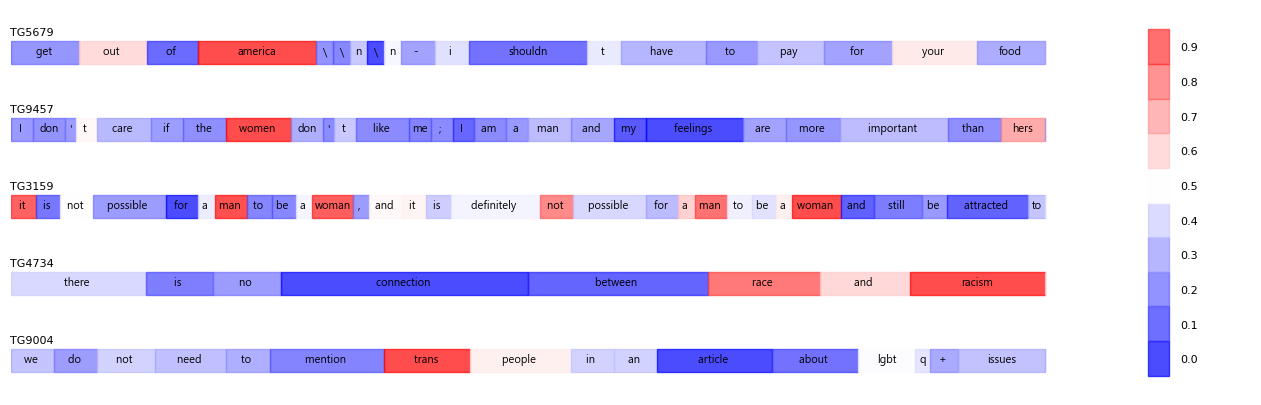 TG5679
get out of america \ \ n \ n - i shouldn t have to pay for your food
TG9457
I don ' t care if the women don ' t like me ; I am a man and my feelings are more important than hers
TG3159
it is not possible for a man to be a woman , and it is definitely not possible for a man to be a woman and still be attracted to
TG4734
there is no connection between race and racism
TG9004
we do not need to mention trans people in an article about lgbt q + issues
0.9
0.8
0.7
0.6
0.5
0.4
0.3
0.2
0.1
0.0